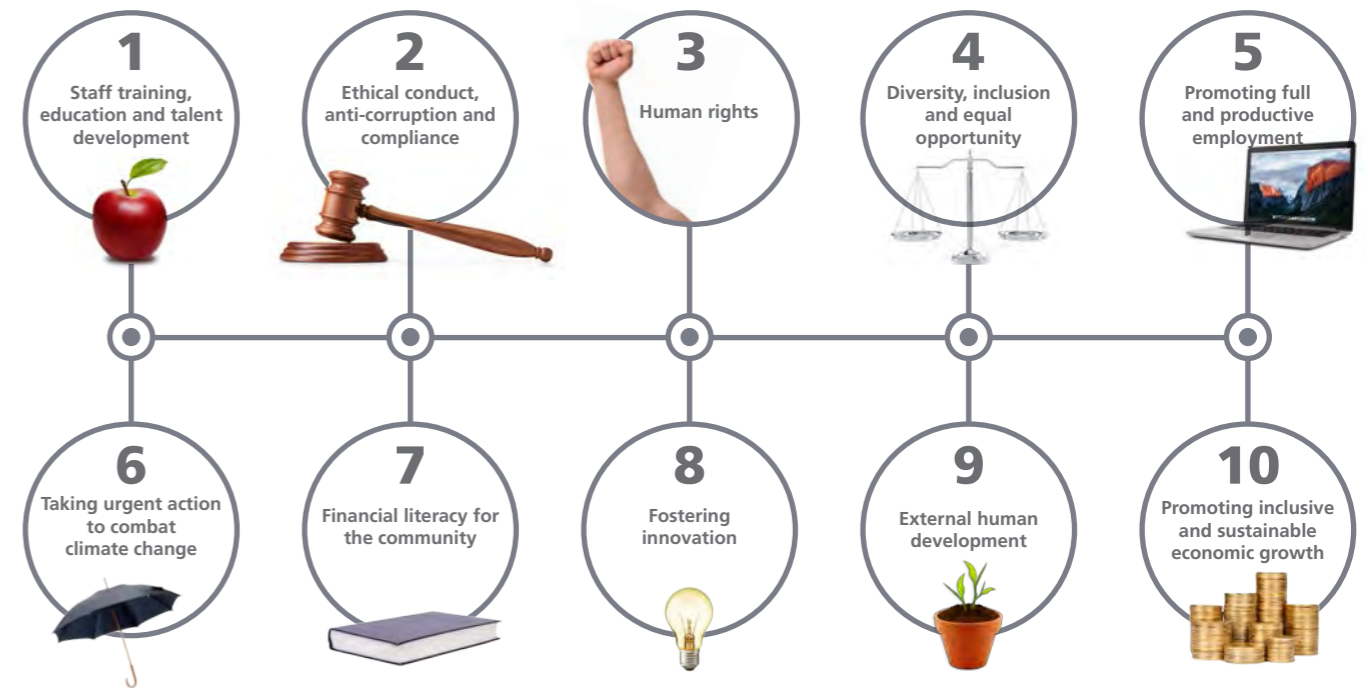 1
Staff training,
education and talent
development
2
Ethical conduct,
anti-corruption and
compliance
3
Human rights
4
Diversity, inclusion
and equal
opportunity
5
Promoting full
and productive
employment
6
Taking urgent action
to combat
climate change
7
Financial literacy for
the community
8
Fostering
innovation
9
External human
development
10
Promoting inclusive
and sustainable
economic growth